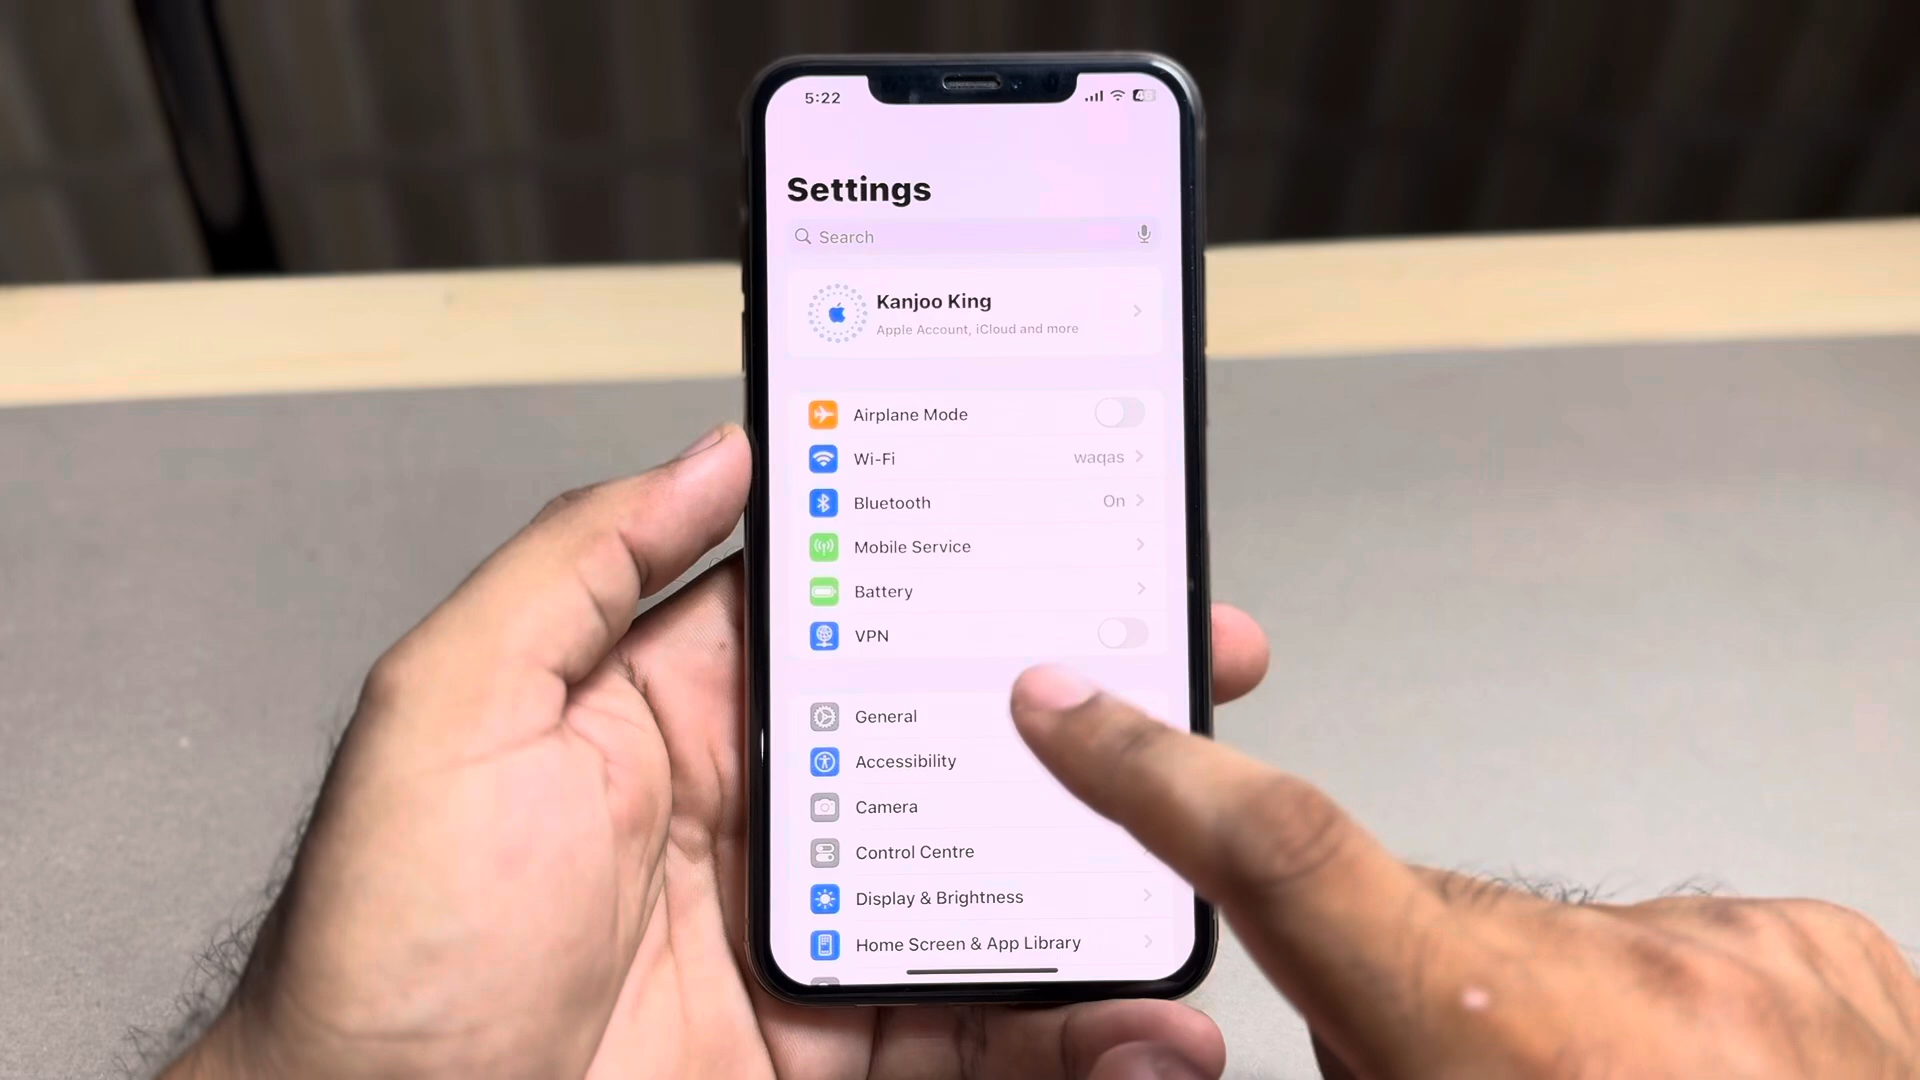 5:22
Settings
Search
Kanjoo King
Apple Account, iCloud and more
Airplane Mode
Wi-Fi waqas
Bluetooth On
Mobile Service
Battery
VPN
General
Accessibility
Camera
Control Centre
Display & Brightness
Home Screen & App Library